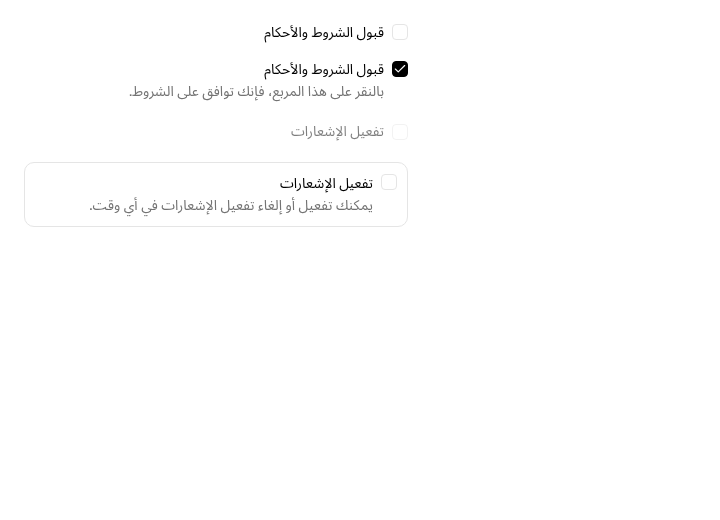 قبول الشروط والأحكام
قبول الشروط والأحكام
بالنقر على هذا المربع، فإنك توافق على الشروط.
تفعيل الإشعارات
تفعيل الإشعارات
يمكنك تفعيل أو إلغاء تفعيل الإشعارات في أي وقت.